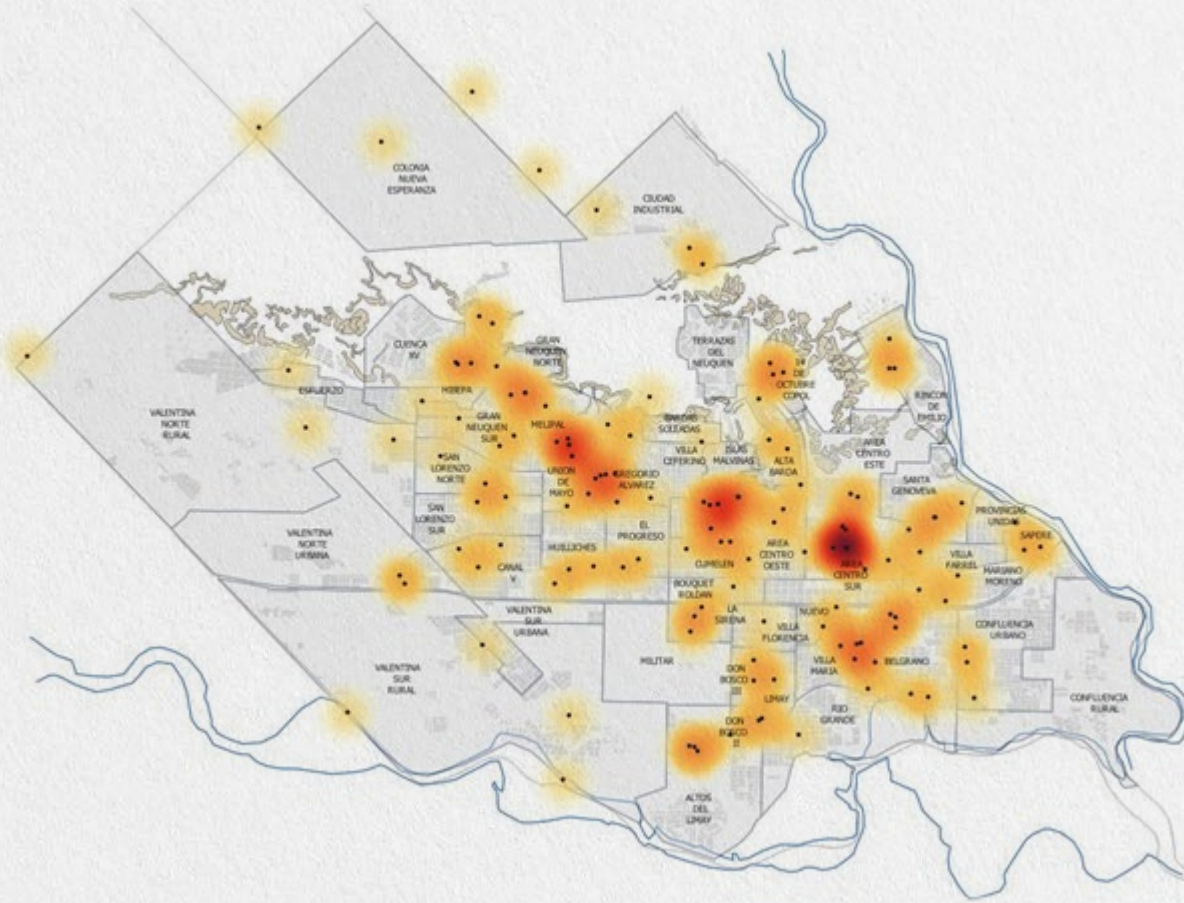 COLONIA
NUEVA
ESPERANZA
CIUDAD
INDUSTRIAL
CUENCA
XV
GRAN
NEUQUEN
NORTE
TERRAZAS
DEL
NEUQUEN
DE
OCTUBRE
COPOL
RINCON
DE
EMILIO
ESFUERZO
HIBEPA
VALENTINA
NORTE
RURAL
GRAN
NEUQUEN
SUR
MELIPAL
BARDAS
SOLEADAS
VILLA
CEFERINO
ISLAS
MALVINAS
ALTA
BARDA
AREA
CENTRO
ESTE
SAN
LORENZO
NORTE
UNION
DE
MAYO
GREGORIO
ALVAREZ
SANTA
GENOVEVA
SAN
LORENZO
SUR
EL
PROGRESO
PROVINCIAS
UNIDAS
SAPERE
VALENTINA
NORTE
URBANA
HUILLICHES
CANAL
V
CUMELEN
AREA
CENTRO
OESTE
AREA
CENTRO
SUR
VILLA
FARREL
MARIANO
MORENO
BOUQUET
ROLDAN
VALENTINA
SUR
URBANA
LA
SIRENA
NUEVO
VILLA
FLORENCIA
CONFLUENCIA
URBANO
MILITAR
VALENTINA
SUR
RURAL
DON
BOSCO
III
VILLA
MARIA
BELGRANO
LIMAY
CONFLUENCIA
RURAL
DON
BOSCO
II
RIO
GRANDE
ALTOS
DEL
LIMAY